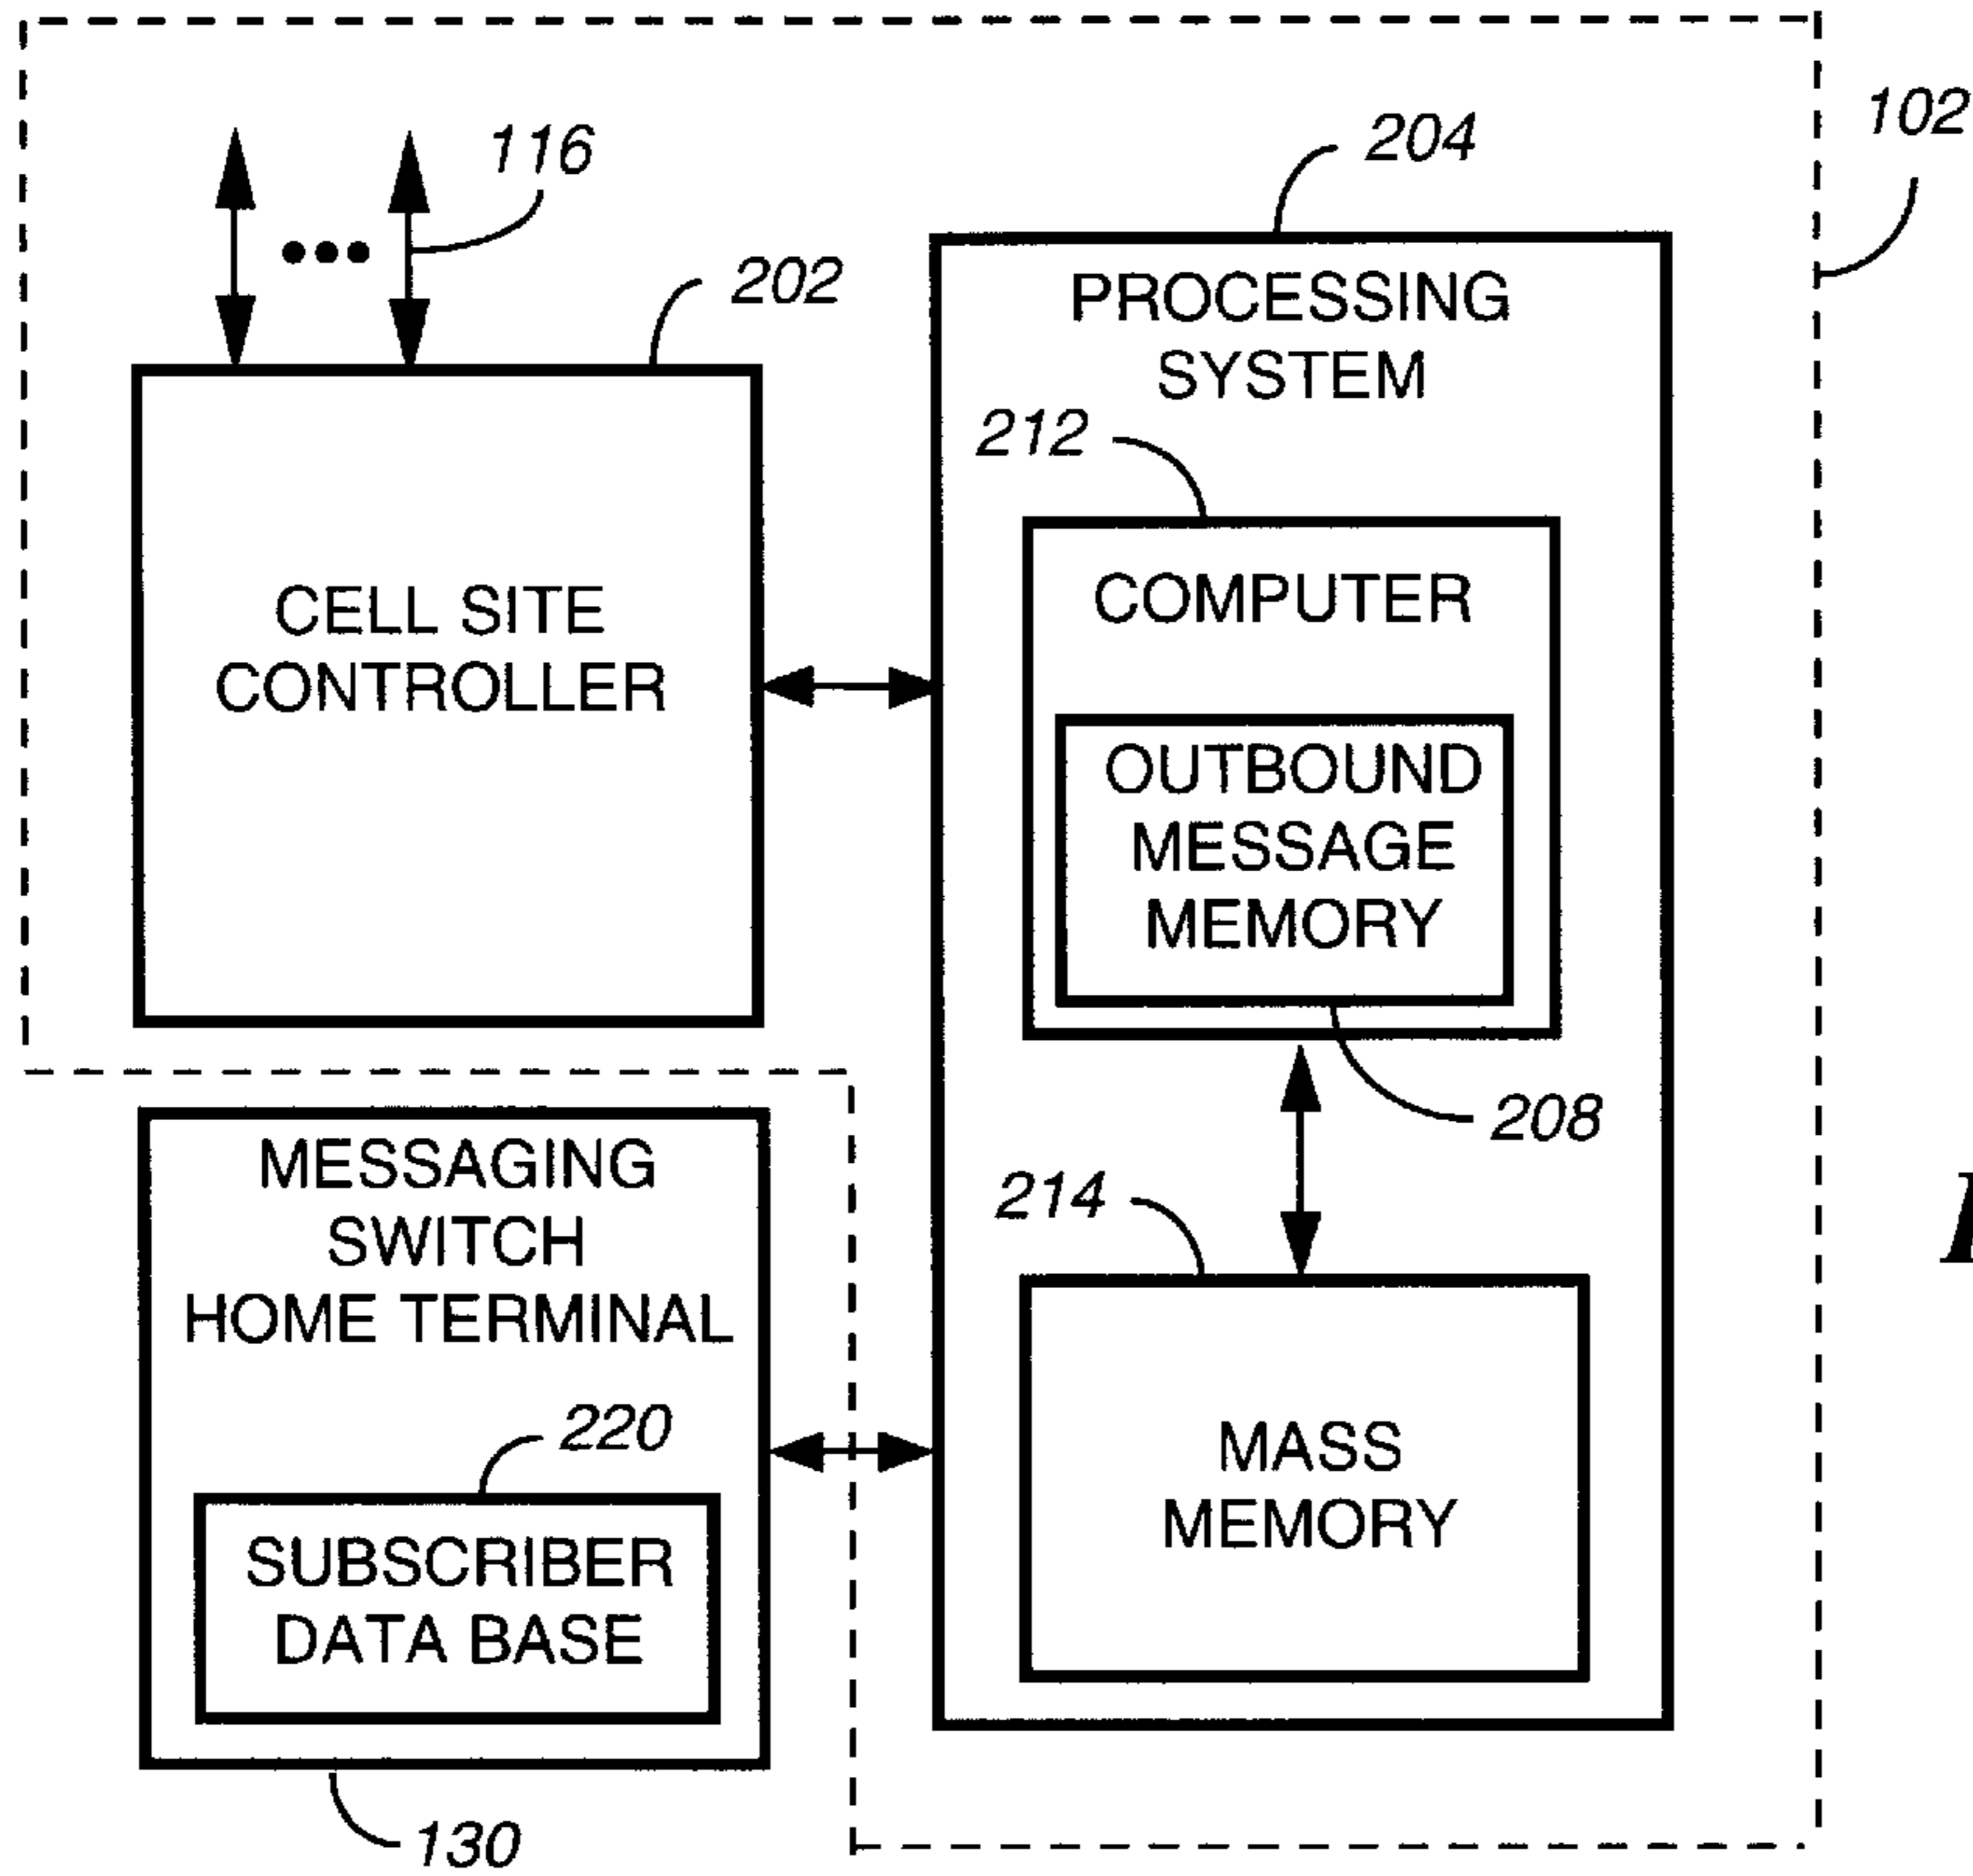 102
116
204
202
PROCESSING
SYSTEM
212
CELL SITE
CONTROLLER
COMPUTER
OUTBOUND
MESSAGE
MEMORY
208
MESSAGING
SWITCH
HOME TERMINAL
214
220
SUBSCRIBER
DATA BASE
MASS
MEMORY
130